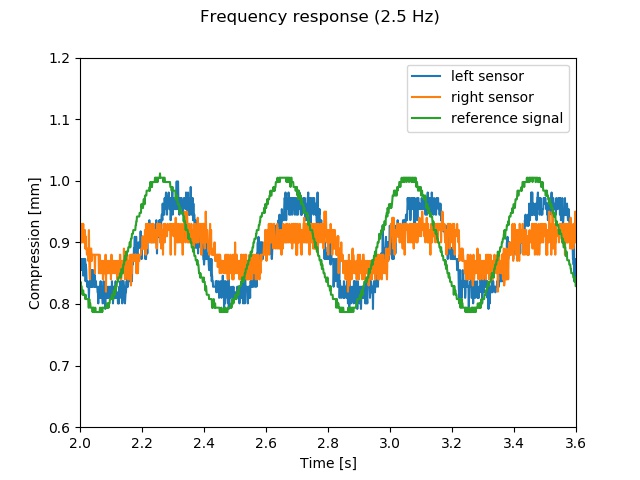 Frequency response (2.5 Hz)
1.2
1.1
1.0
0.9
0.8
0.7
0.6
Compression [mm]
left sensor
right sensor
reference signal
2.0 2.2 2.4 2.6 2.8 3.0 3.2 3.4 3.6
Time [s]